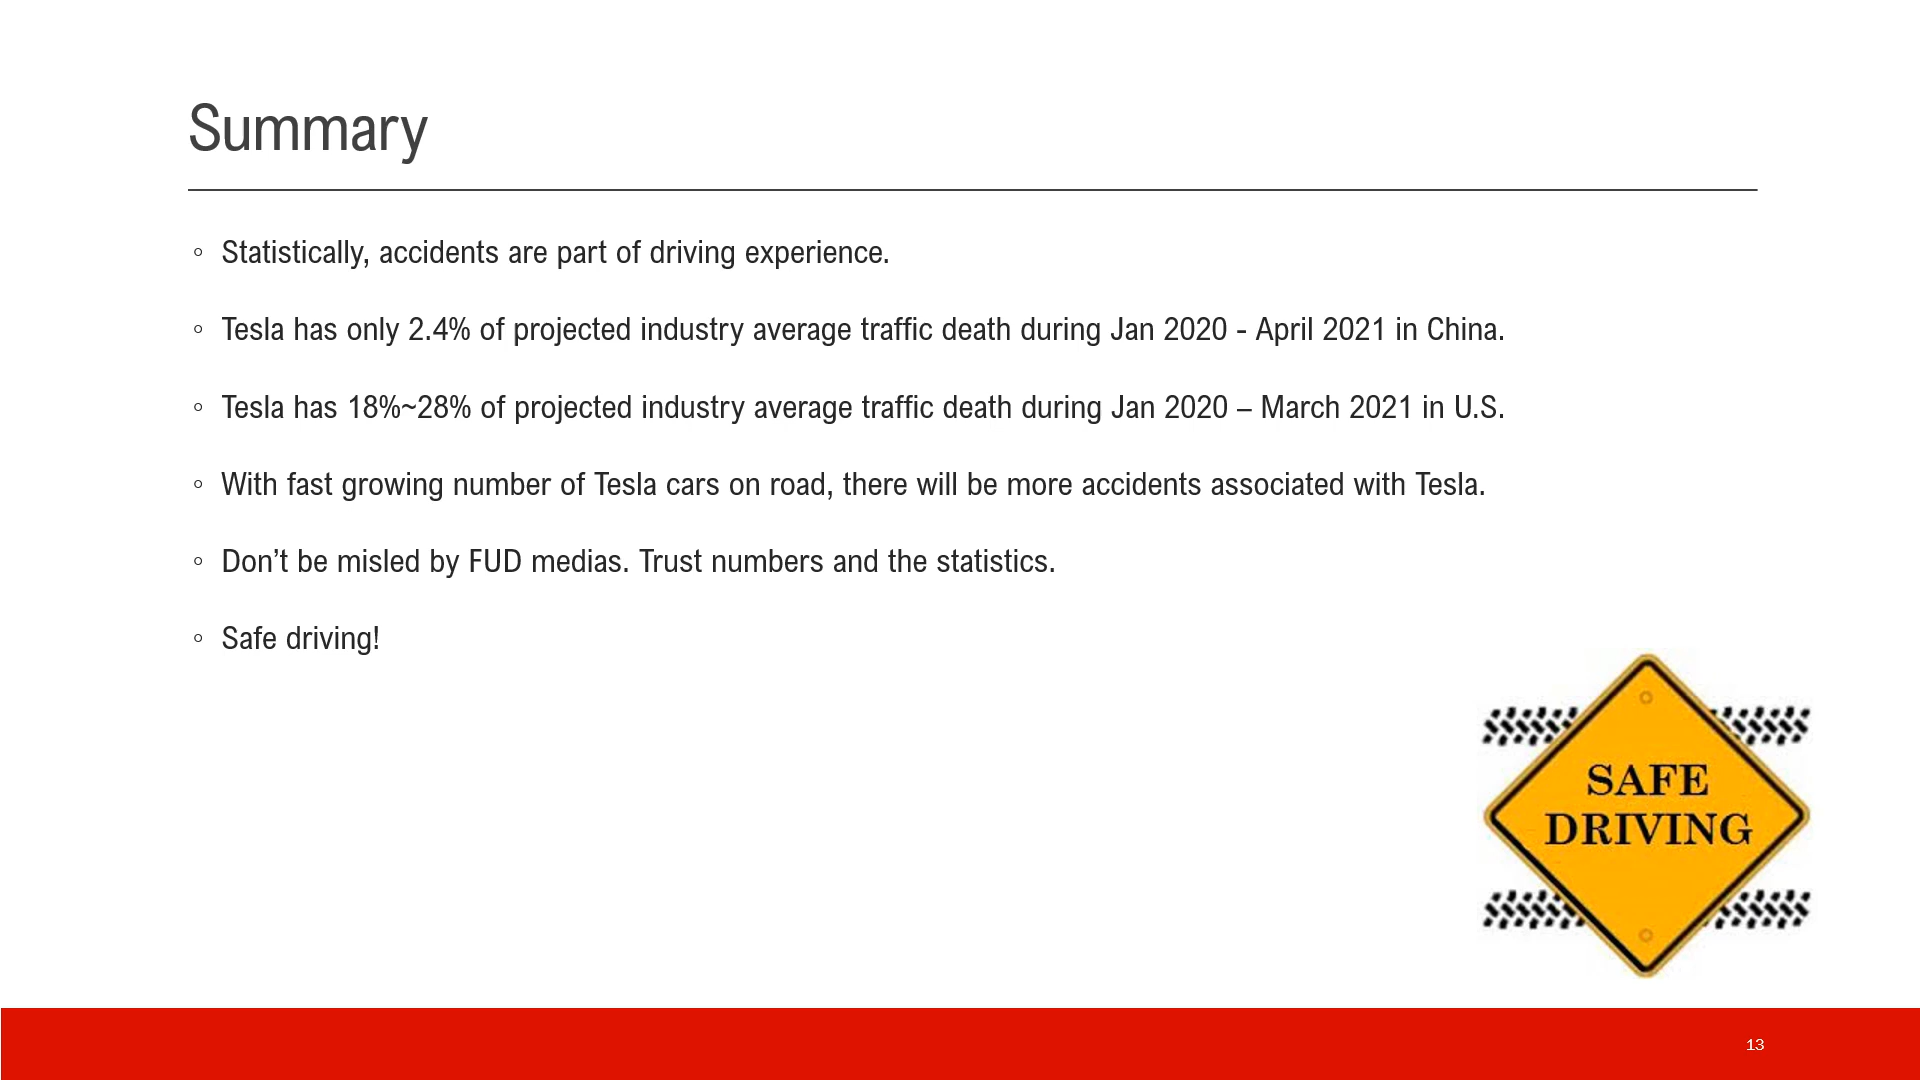 Summary
◦ Statistically, accidents are part of driving experience.
◦ Tesla has only 2.4% of projected industry average traffic death during Jan 2020 - April 2021 in China.
◦ Tesla has 18%~28% of projected industry average traffic death during Jan 2020 – March 2021 in U.S.
◦ With fast growing number of Tesla cars on road, there will be more accidents associated with Tesla.
◦ Don’t be misled by FUD medias. Trust numbers and the statistics.
◦ Safe driving!
SAFE
DRIVING
13